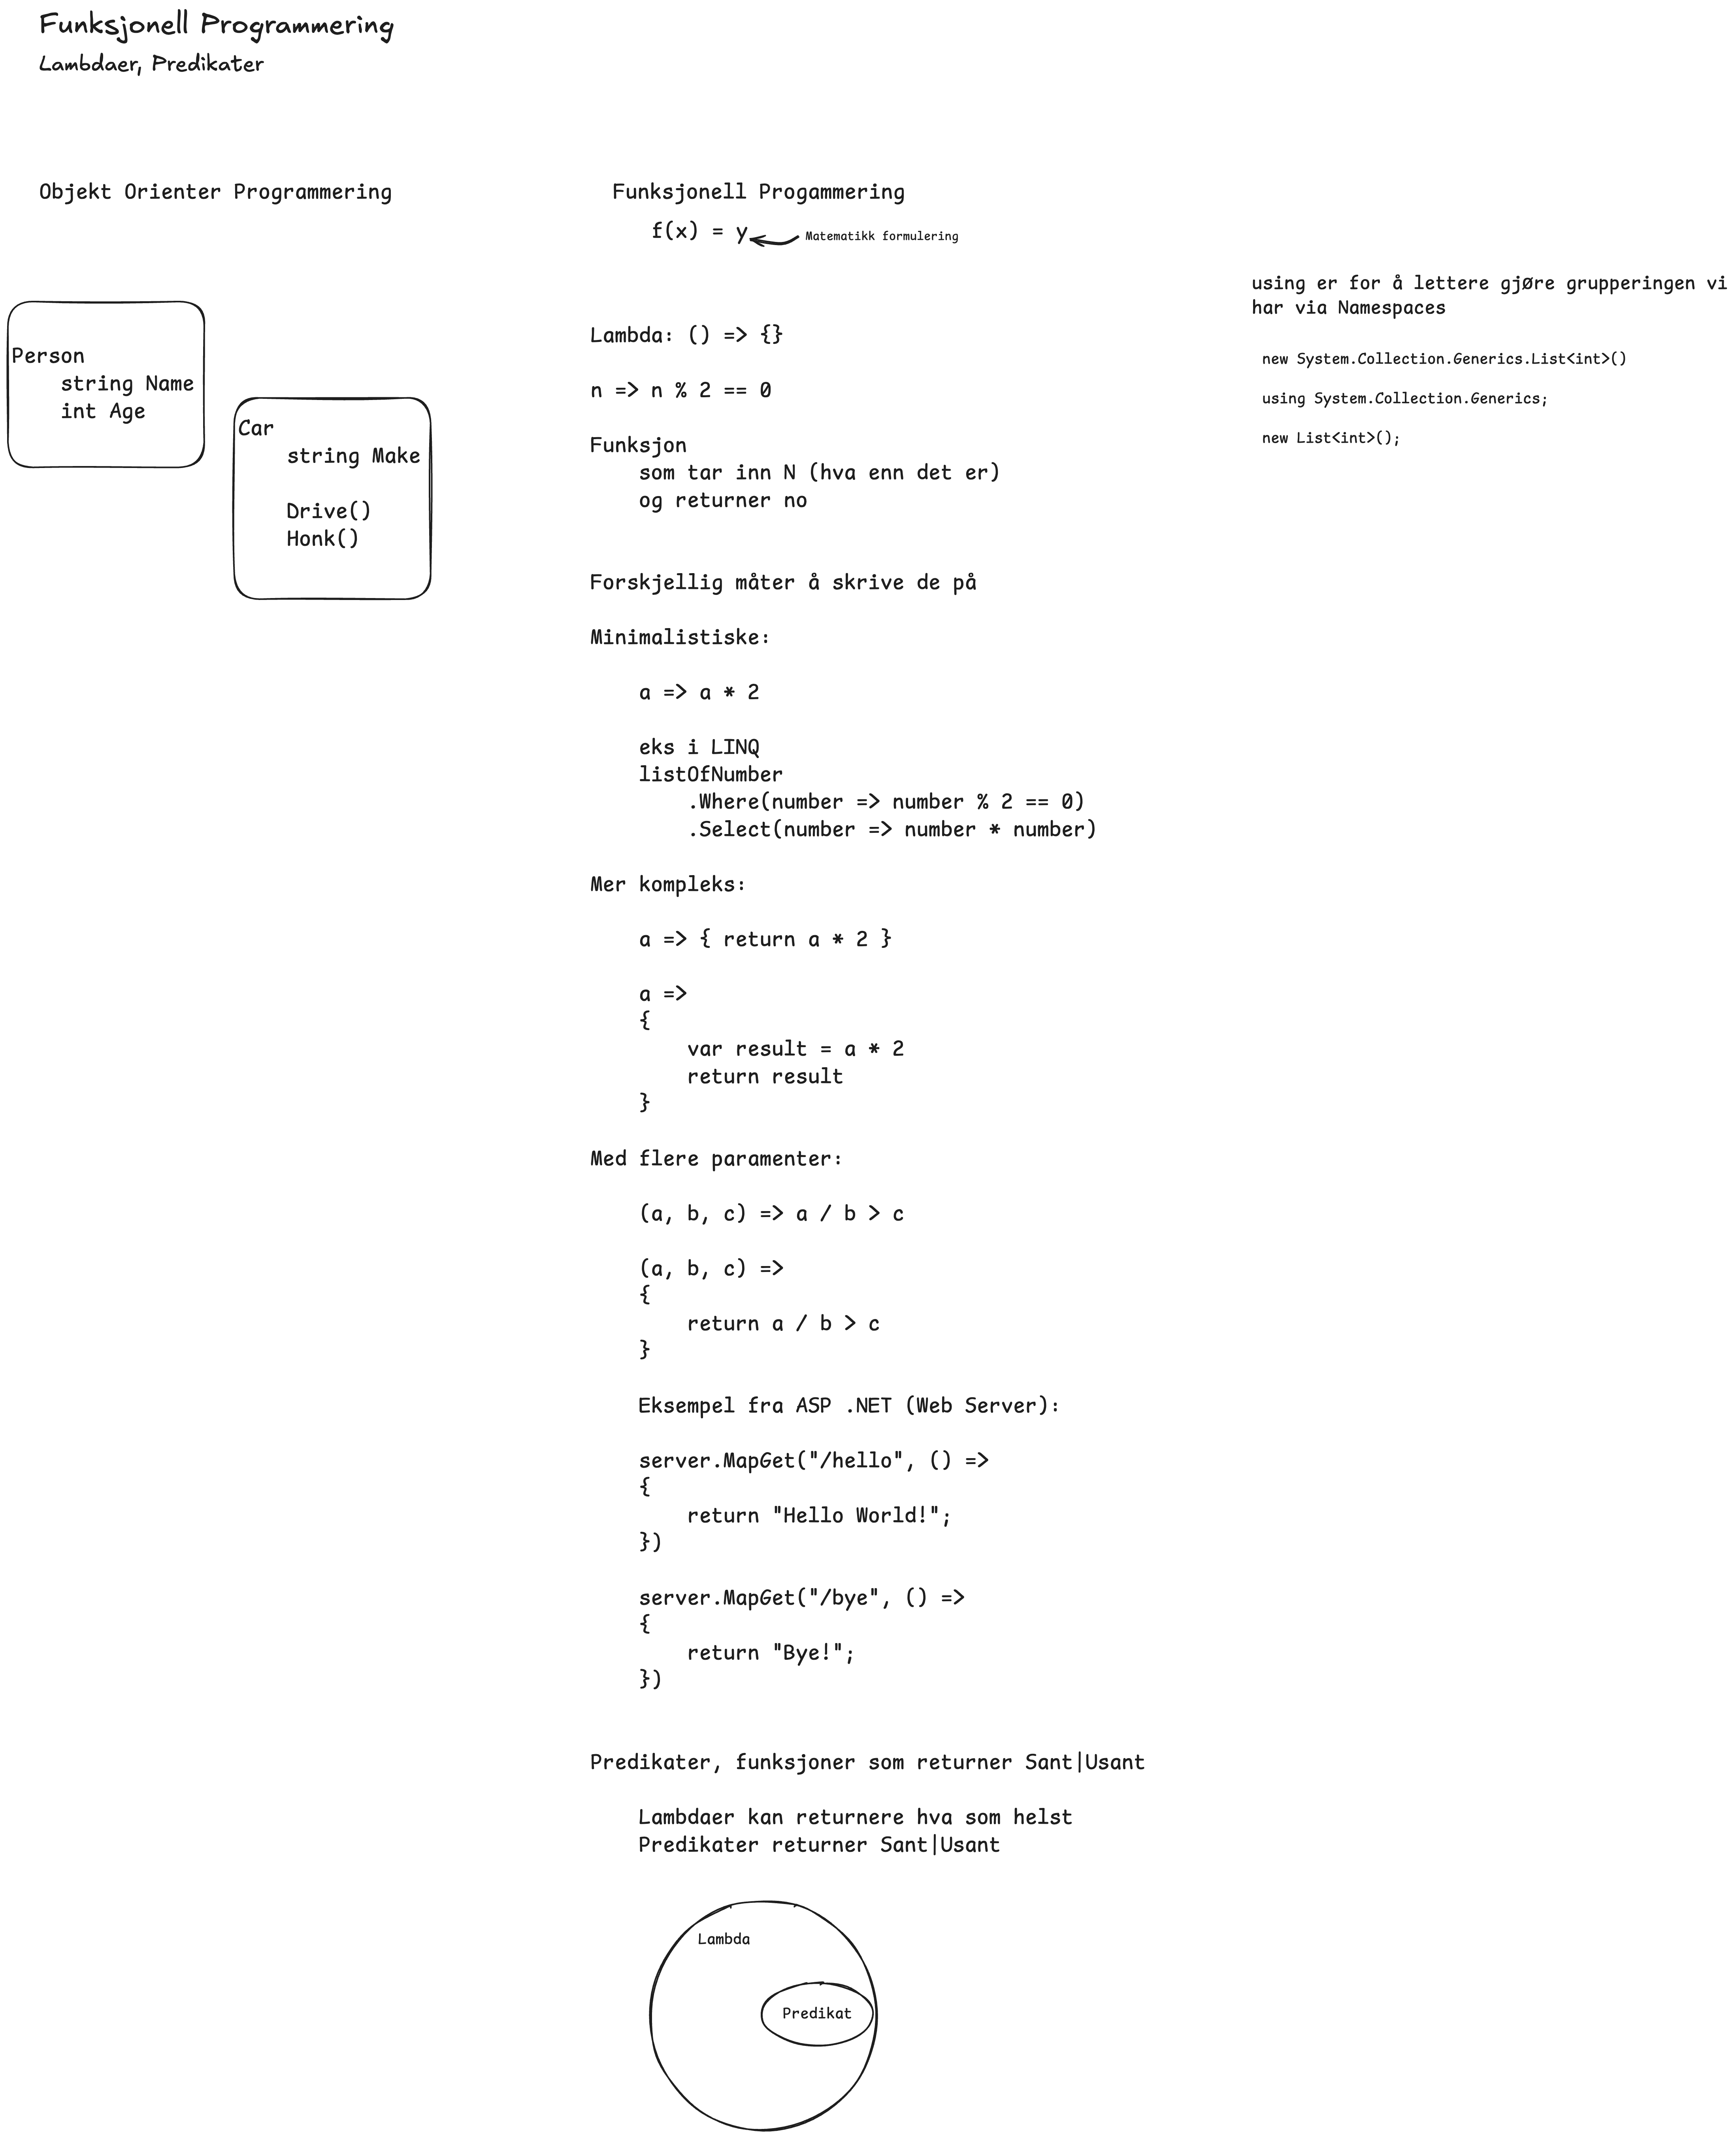 Funksjonell Programmering
Lambdaer, Predikater
Objekt Orienter Programmering
Person
string Name
int Age
Car
string Make
Drive()
Honk()
Funksjonell Progammering
f(x) = y
Matematikk formulering
Lambda: () => {}
n => n % 2 == 0
Funksjon
som tar inn N (hva enn det er)
og returner no
Forskjellig måter å skrive de på
Minimalistiske:
a => a * 2
eks i LINQ
listOfNumber
.Where(number => number % 2 == 0)
.Select(number => number * number)
Mer kompleks:
a => { return a * 2 }
a =>
{
var result = a * 2
return result
}
Med flere paramenter:
(a, b, c) => a / b > c
(a, b, c) =>
{
return a / b > c
}
Eksempel fra ASP .NET (Web Server):
server.MapGet("/hello", () =>
{
return "Hello World!";
})
server.MapGet("/bye", () =>
{
return "Bye!";
})
Predikater, funksjoner som returner Sant|Usant
Lambdaer kan returnere hva som helst
Predikater returner Sant|Usant
Lambda
Predikat
using er for å lettere gjøre grupperingen vi
har via Namespaces
new System.Collection.Generics.List<int>()
using System.Collection.Generics;
new List<int>();